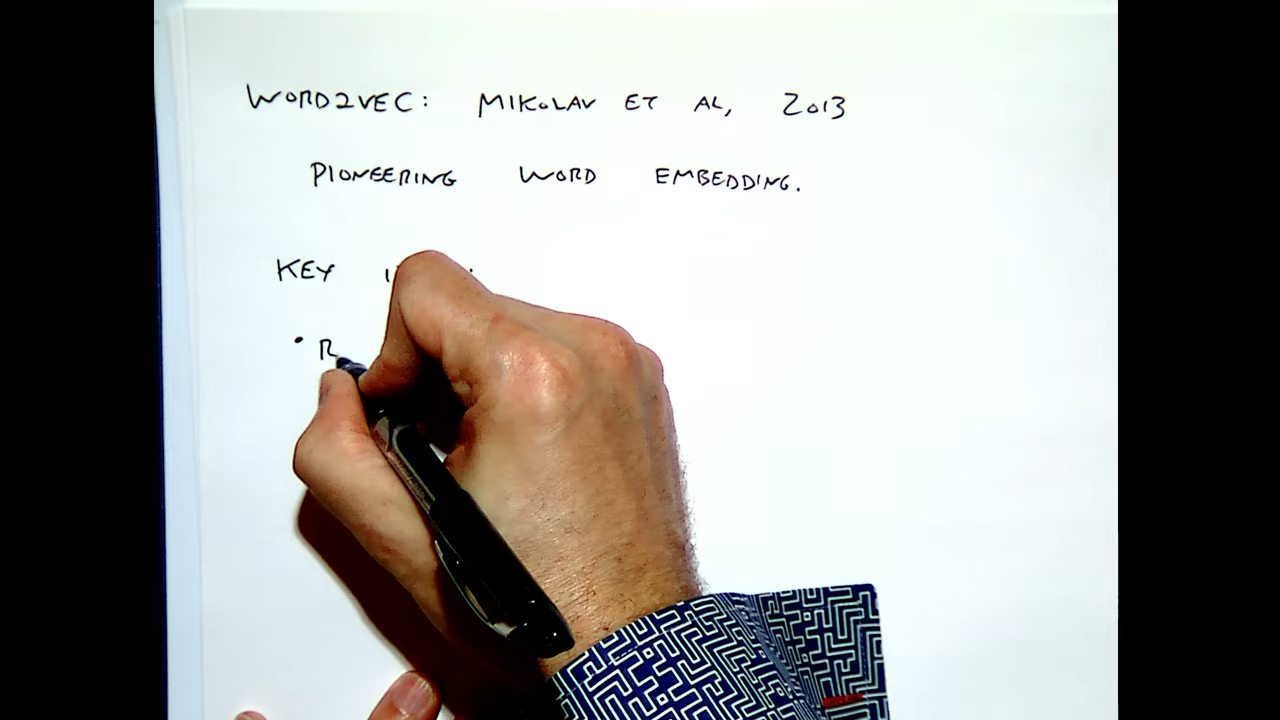 WORD2VEC: MIKOLAV ET AL, 2013
PIONEERING WORD EMBEDDING.
KEY
• R